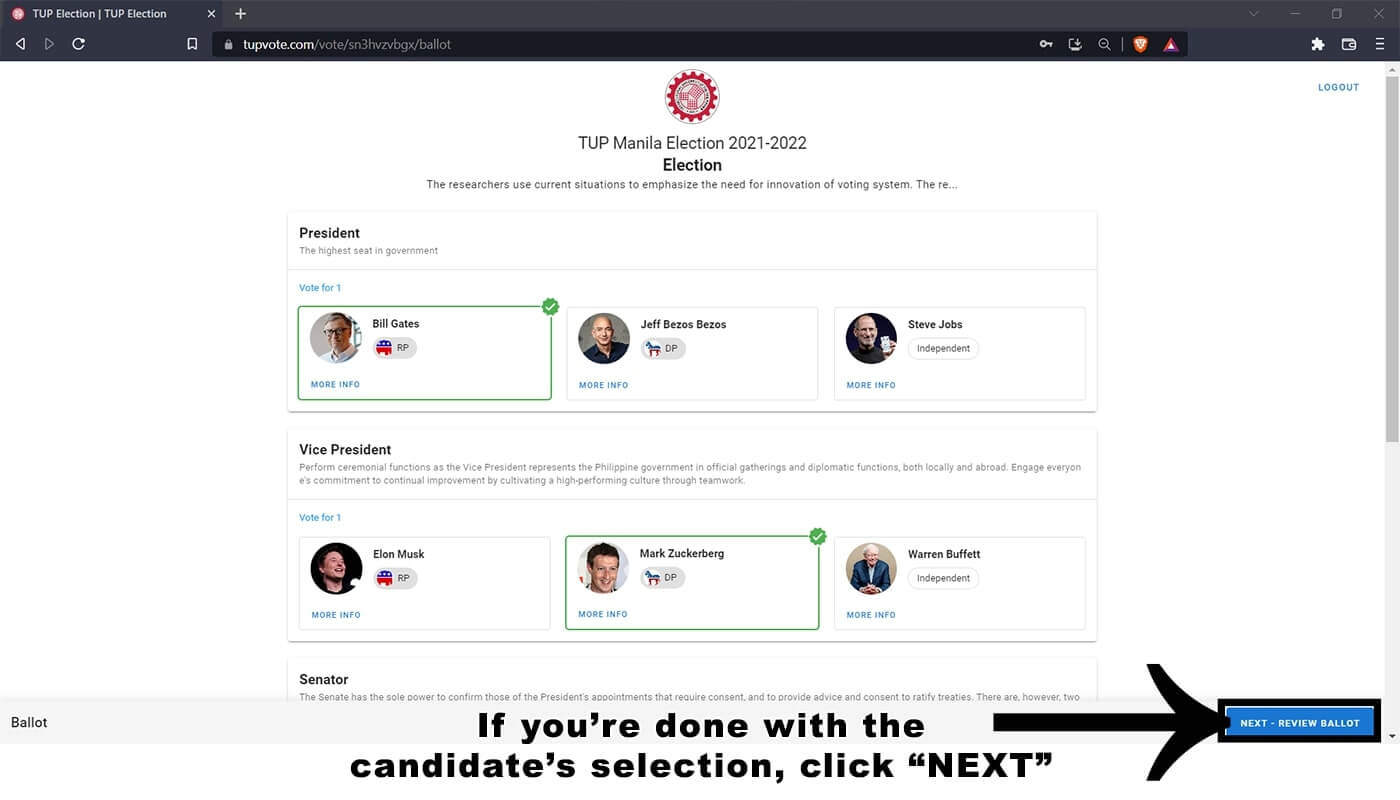 TUP Election | TUP Election
tupvote.com/vote/sn3hvzvbgx/ballot
LOGOUT
TUP Manila Election 2021-2022
Election
The researchers use current situations to emphasize the need for innovation of voting system. The re...
President
The highest seat in government
Vote for 1
Bill Gates
RP
MORE INFO
Jeff Bezos Bezos
DP
MORE INFO
Steve Jobs
Independent
MORE INFO
Vice President
Perform ceremonial functions as the Vice President represents the Philippine government in official gatherings and diplomatic functions, both locally and abroad. Engage everyon
e's commitment to continual improvement by cultivating a high-performing culture through teamwork.
Vote for 1
Elon Musk
RP
MORE INFO
Mark Zuckerberg
DP
MORE INFO
Warren Buffett
Independent
MORE INFO
Senator
The Senate has the sole power to confirm those of the President's appointments that require consent, and to provide advice and consent to ratify treaties. There are, however, two
Ballot
If you're done with the
candidate's selection, click “NEXT”
NEXT - REVIEW BALLOT